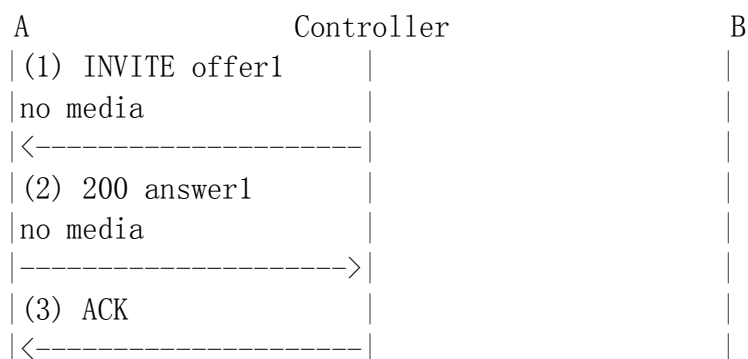 A Controller B
|(1) INVITE offer1 | |
|no media | |
|<---------------------| |
|(2) 200 answer1 | |
|no media | |
|--------------------->| |
|(3) ACK | |
|<---------------------| |